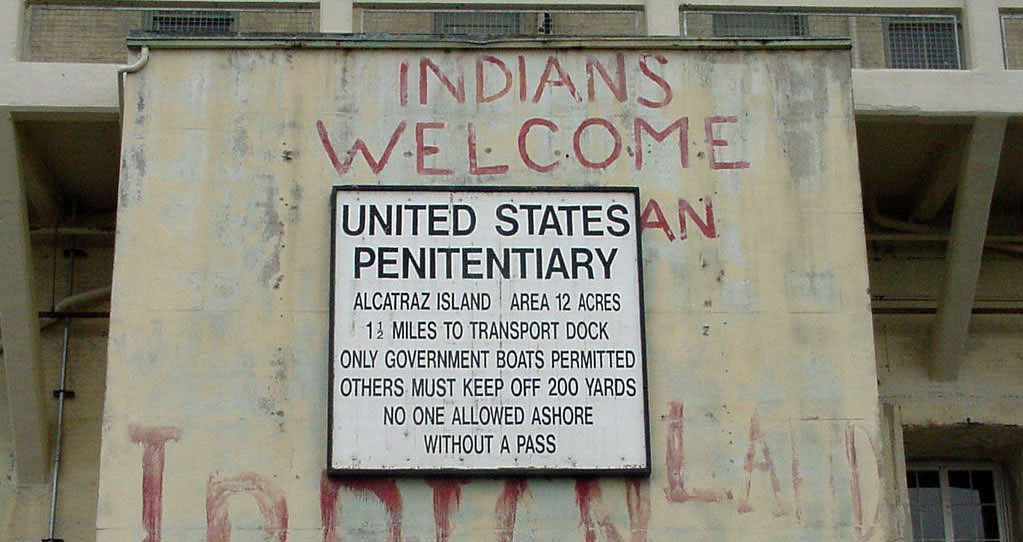 INDIANS
WELCOME
UNITED STATES
PENITENTIARY
ALCATRAZ ISLAND AREA 12 ACRES
1½ MILES TO TRANSPORT DOCK
ONLY GOVERNMENT BOATS PERMITTED
OTHERS MUST KEEP OFF 200 YARDS
NO ONE ALLOWED ASHORE
WITHOUT A PASS
AN
LAND